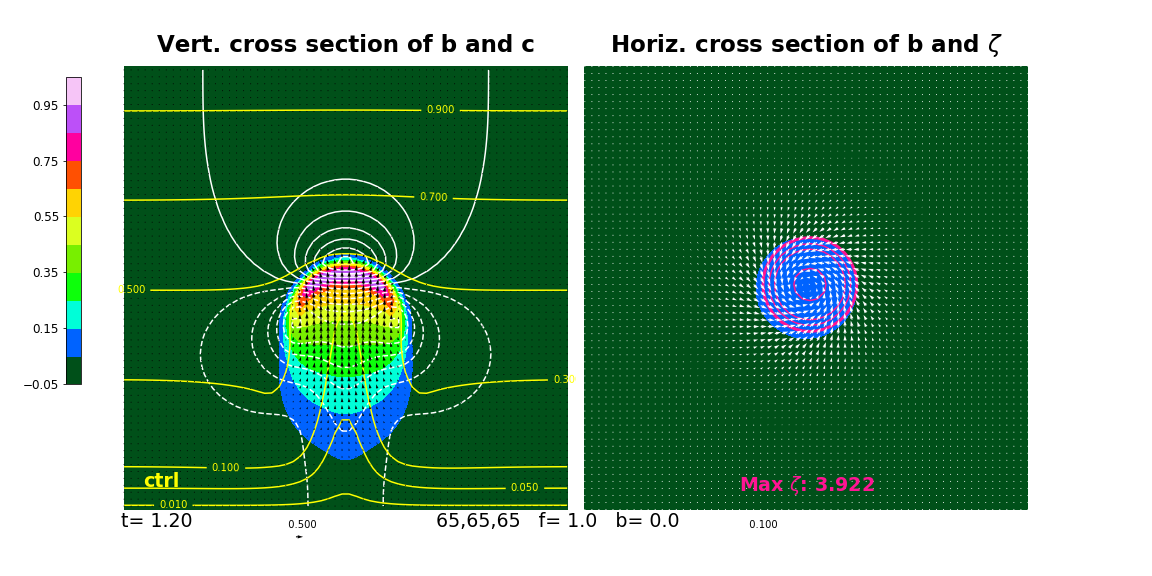 Vert. cross section of b and c
Horiz. cross section of b and ζ
0.95
0.75
0.55
0.35
0.15
−0.05
0.900
0.700
0.500
0.30
0.100
0.050
0.010
ctrl
Max ζ: 3.922
t= 1.20
0.500
65,65,65 f= 1.0 b= 0.0
0.100